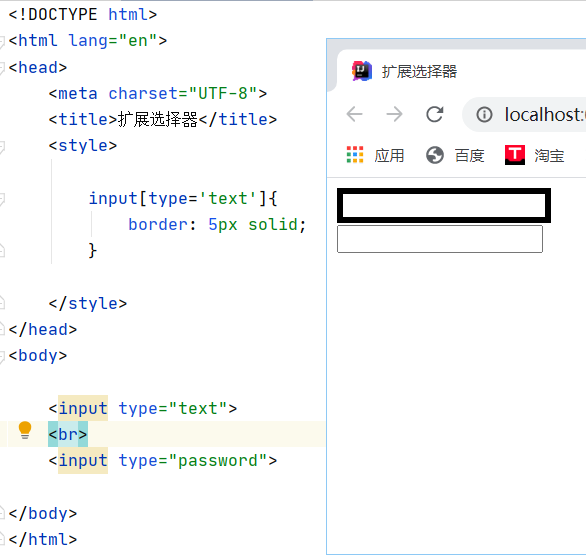 <!DOCTYPE html>
<html lang="en">
<head>
    <meta charset="UTF-8">
    <title>扩展选择器</title>
    <style>
        input[type='text']{
            border: 5px solid;
        }
    </style>
</head>
<body>
    <input type="text">
    <br>
    <input type="password">
</body>
</html>
扩展选择器
localhost:
应用 百度 T 淘宝